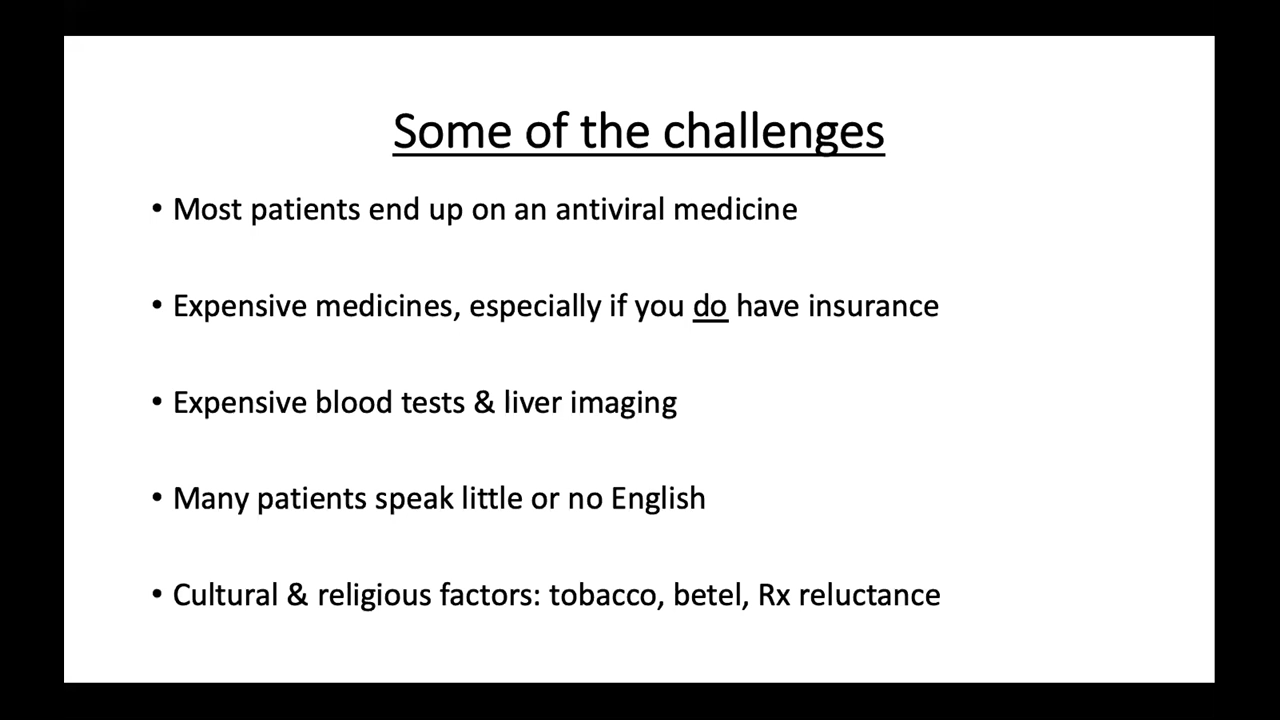 Some of the challenges
• Most patients end up on an antiviral medicine
• Expensive medicines, especially if you do have insurance
• Expensive blood tests & liver imaging
• Many patients speak little or no English
• Cultural & religious factors: tobacco, betel, Rx reluctance